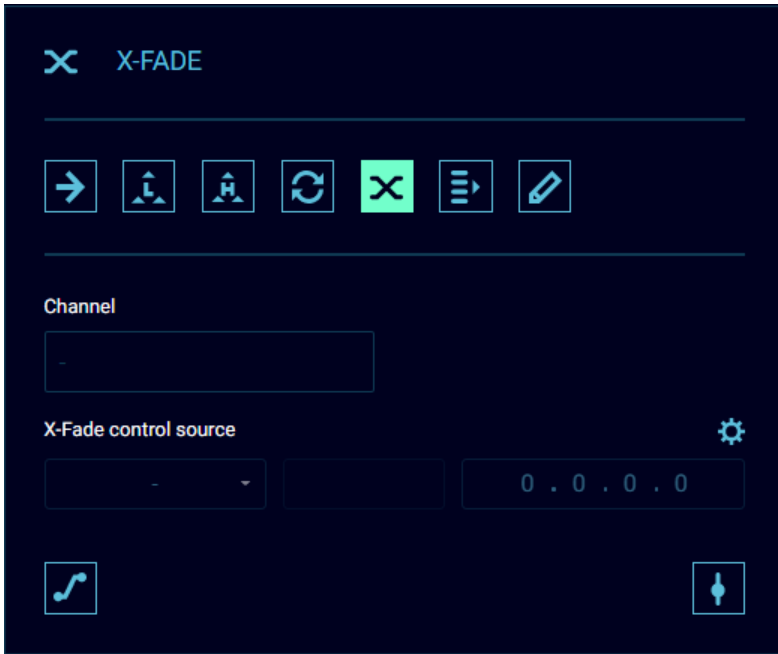 X-FADE
L
H
Channel
-
X-Fade control source
-
0 . 0 . 0 . 0